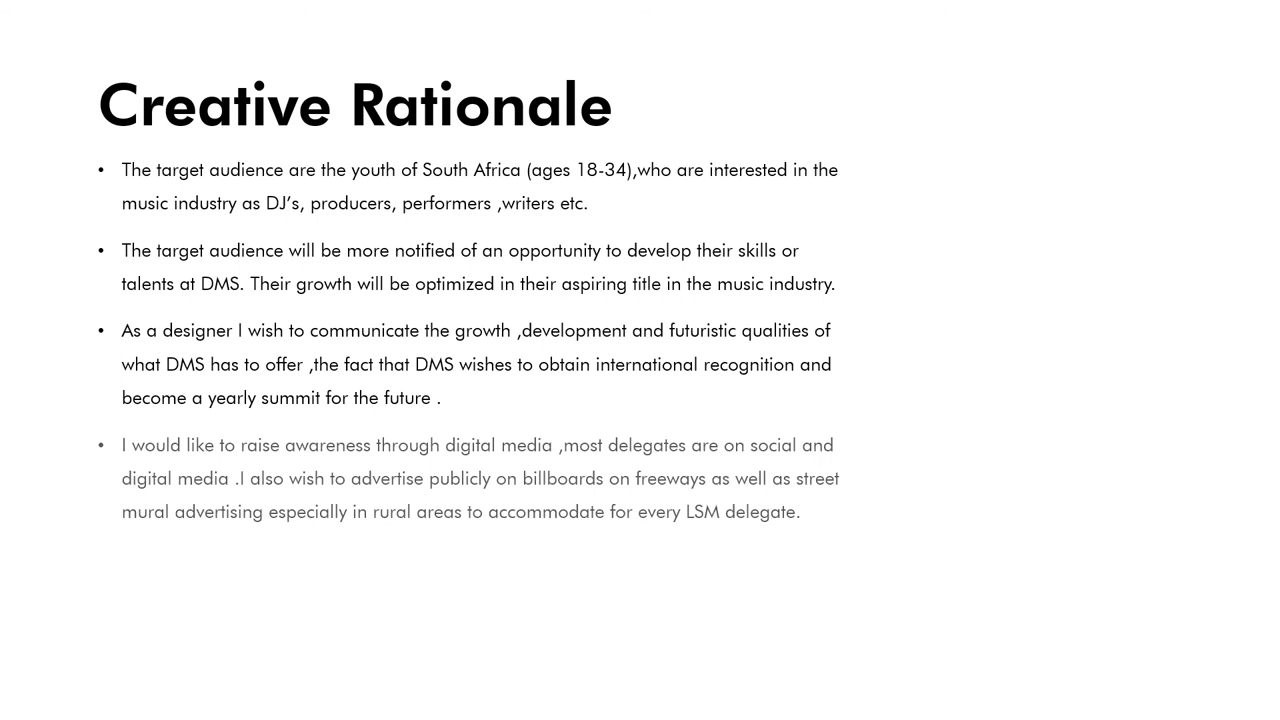 Creative Rationale
• The target audience are the youth of South Africa (ages 18-34),who are interested in the
music industry as DJ’s, producers, performers ,writers etc.
• The target audience will be more notified of an opportunity to develop their skills or
talents at DMS. Their growth will be optimized in their aspiring title in the music industry.
• As a designer I wish to communicate the growth ,development and futuristic qualities of
what DMS has to offer ,the fact that DMS wishes to obtain international recognition and
become a yearly summit for the future .
• I would like to raise awareness through digital media ,most delegates are on social and
digital media .I also wish to advertise publicly on billboards on freeways as well as street
mural advertising especially in rural areas to accommodate for every LSM delegate.